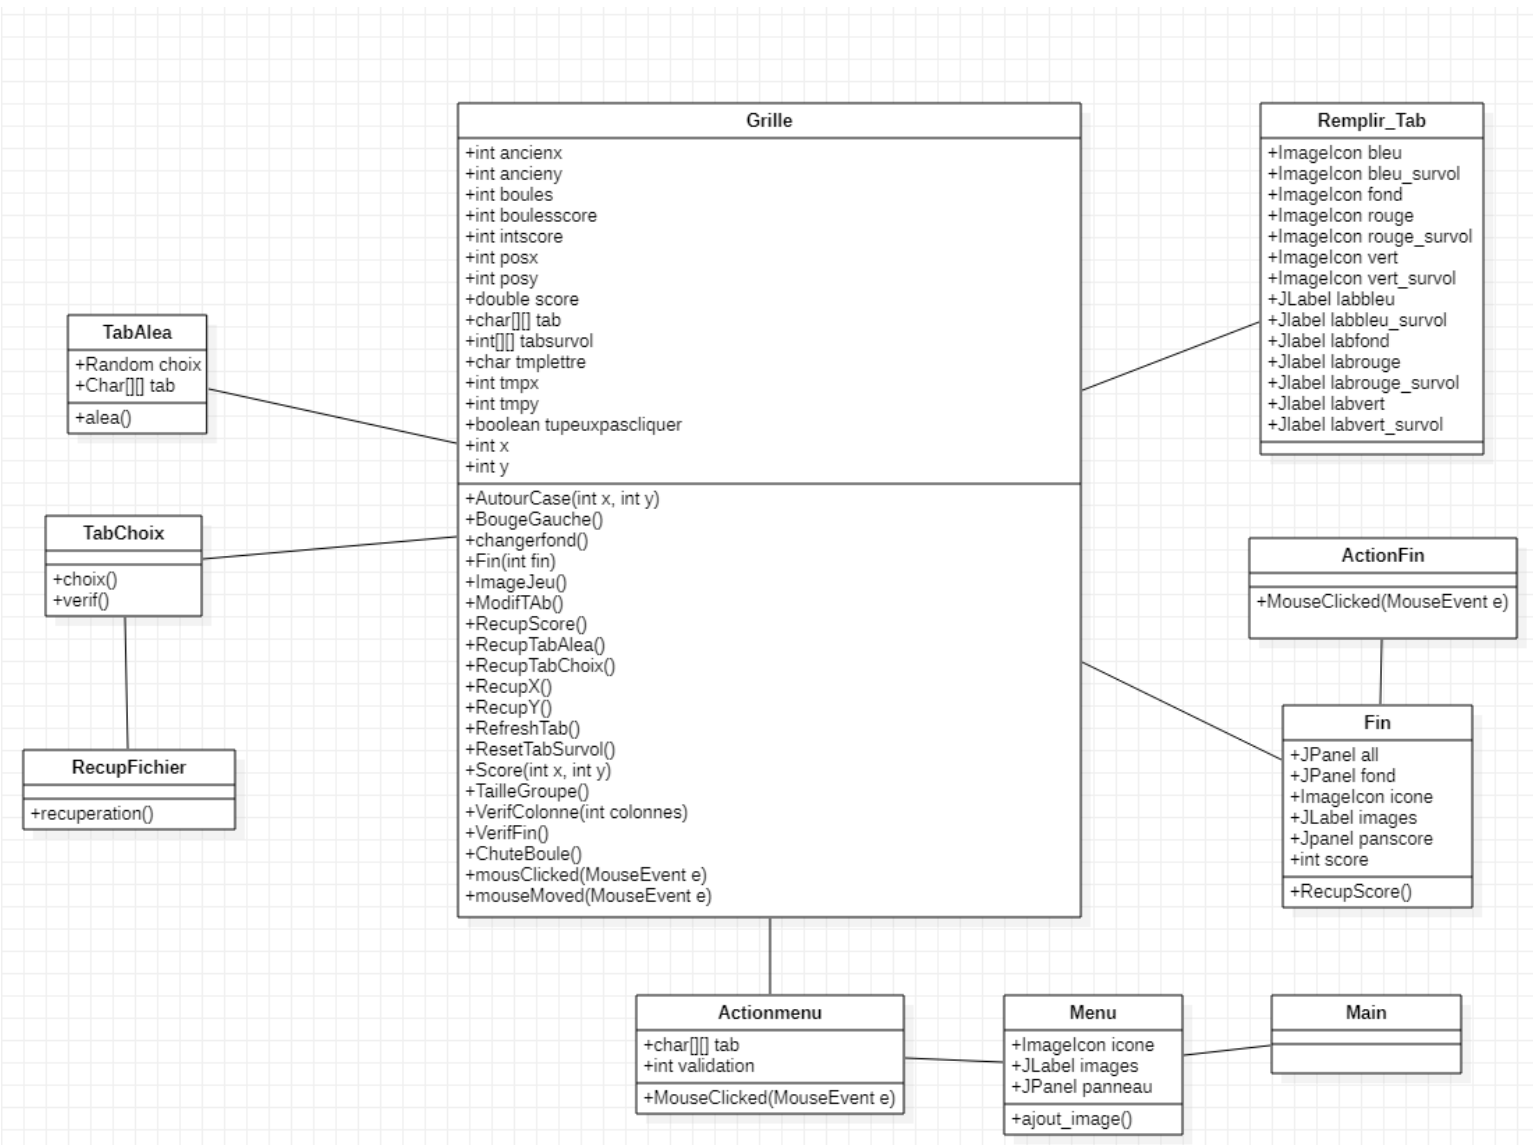 Grille
+int ancienx
+int ancieny
+int boules
+int boulesscore
+int intscore
+int posx
+int posy
+double score
+char[][] tab
+int[][] tabsurvol
+char tmplettre
+int tmpx
+int tmpy
+boolean tupeuxpascliquer
+int x
+int y
+AutourCase(int x, int y)
+BougeGauche()
+changerfond()
+Fin(int fin)
+ImageJeu()
+ModifTAb()
+RecupScore()
+RecupTabAlea()
+RecupTabChoix()
+RecupX()
+RecupY()
+RefreshTab()
+ResetTabSurvol()
+Score(int x, int y)
+TailleGroupe()
+VerifColonne(int colonnes)
+VerifFin()
+ChuteBoule()
+mousClicked(MouseEvent e)
+mouseMoved(MouseEvent e)
Remplir_Tab
+ImageIcon bleu
+ImageIcon bleu_survol
+ImageIcon fond
+ImageIcon rouge
+ImageIcon rouge_survol
+ImageIcon vert
+ImageIcon vert_survol
+JLabel labbleu
+Jlabel labbleu_survol
+Jlabel labfond
+Jlabel labrouge
+Jlabel labrouge_survol
+Jlabel labvert
+Jlabel labvert_survol
TabAlea
+Random choix
+Char[][] tab
+alea()
TabChoix
+choix()
+verif()
RecupFichier
+recuperation()
ActionFin
+MouseClicked(MouseEvent e)
Fin
+JPanel all
+JPanel fond
+ImageIcon icone
+JLabel images
+Jpanel panscore
+int score
+RecupScore()
Actionmenu
+char[][] tab
+int validation
+MouseClicked(MouseEvent e)
Menu
+ImageIcon icone
+JLabel images
+JPanel panneau
+ajout_image()
Main